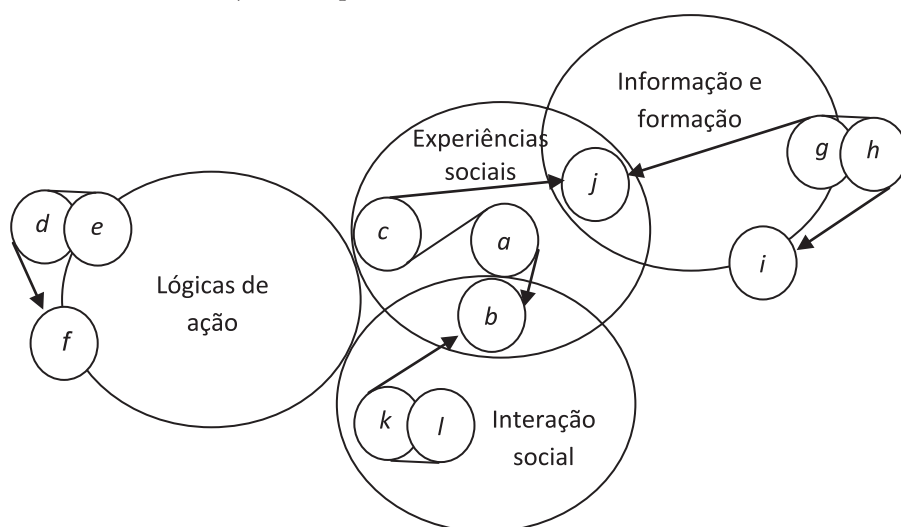 Informação e
formação
Experiências
sociais
g
h
j
d
e
c
a
i
Lógicas de
ação
b
f
k
l
Interação
social